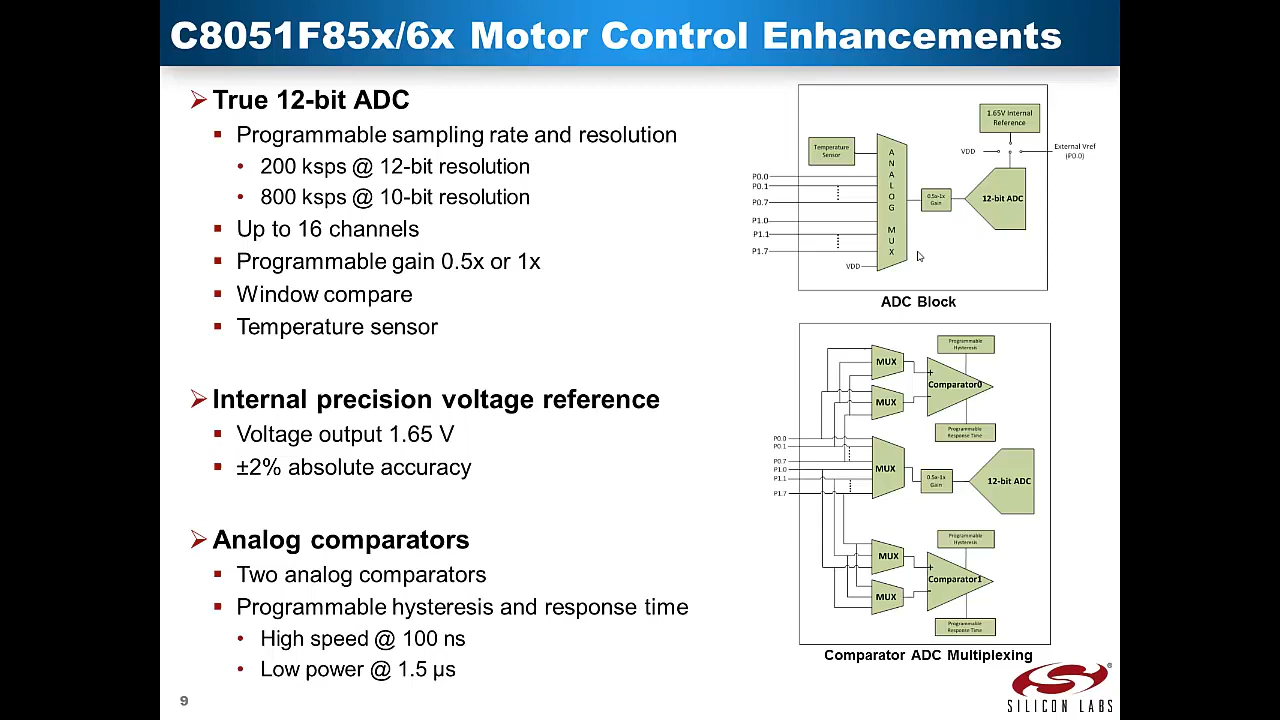 C8051F85x/6x Motor Control Enhancements
True 12-bit ADC
Programmable sampling rate and resolution
200 ksps @ 12-bit resolution
800 ksps @ 10-bit resolution
Up to 16 channels
Programmable gain 0.5x or 1x
Window compare
Temperature sensor
Internal precision voltage reference
Voltage output 1.65 V
±2% absolute accuracy
Analog comparators
Two analog comparators
Programmable hysteresis and response time
High speed @ 100 ns
Low power @ 1.5 µs
1.65V Internal
Reference
VDD
External Vref
(P0.0)
Temperature
Sensor
P0.0
P0.1
P0.7
P1.0
P1.1
P1.7
VDD
ANALOG MUX
0.5x-1x
Gain
12-bit ADC
ADC Block
Programmable
Hysteresis
MUX
Comparator0
MUX
Programmable
Response Time
P0.0
P0.1
P0.7
P1.0
P1.1
P1.7
MUX
0.5x-1x
Gain
12-bit ADC
Programmable
Hysteresis
MUX
Comparator1
MUX
Programmable
Response Time
Comparator ADC Multiplexing
9
®
SILICON LABS